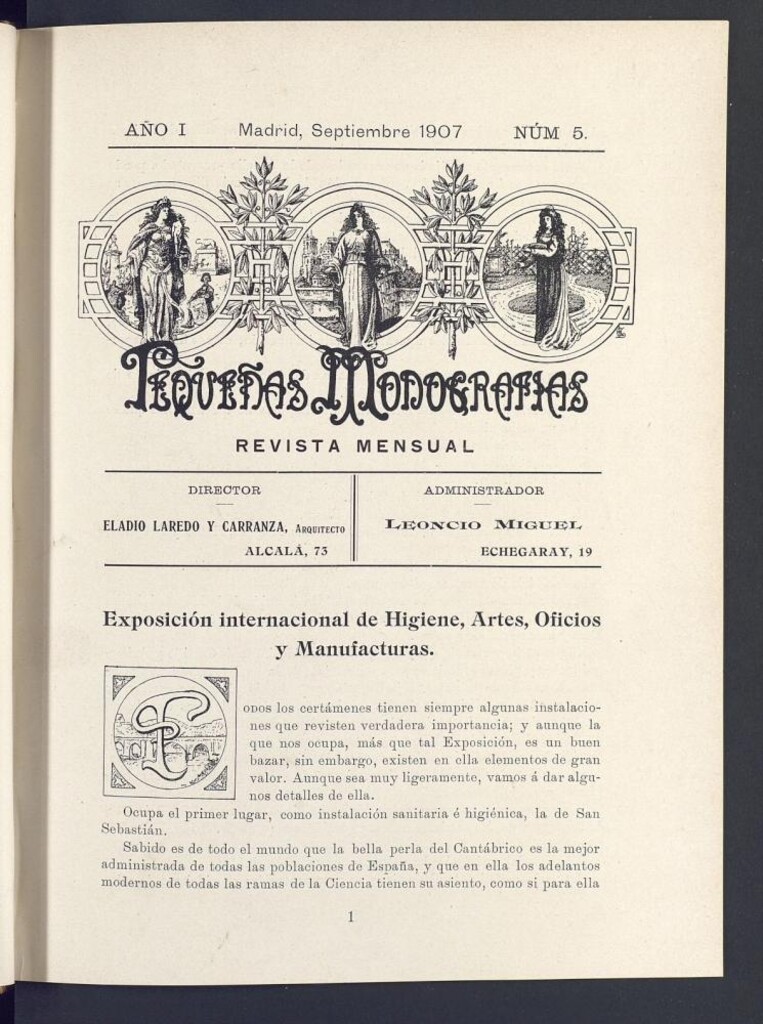 AÑO I Madrid, Septiembre 1907 NÚM 5.
PEQUEÑAS MONOGRAFIAS
REVISTA MENSUAL
DIRECTOR
ELADIO LAREDO Y CARRANZA, ARQUITECTO
ALCALÁ, 73
ADMINISTRADOR
LEONCIO MIGUEL
ECHEGARAY, 19
Exposición internacional de Higiene, Artes, Oficios
y Manufacturas.
TODOS los certámenes tienen siempre algunas instalacio-
nes que revisten verdadera importancia; y aunque la
que nos ocupa, más que tal Exposición, es un buen
bazar, sin embargo, existen en ella elementos de gran
valor. Aunque sea muy ligeramente, vamos á dar algu-
nos detalles de ella.
Ocupa el primer lugar, como instalación sanitaria é higiénica, la de San
Sebastián.
Sabido es de todo el mundo que la bella perla del Cantábrico es la mejor
administrada de todas las poblaciones de España, y que en ella los adelantos
modernos de todas las ramas de la Ciencia tienen su asiento, como si para ella
1